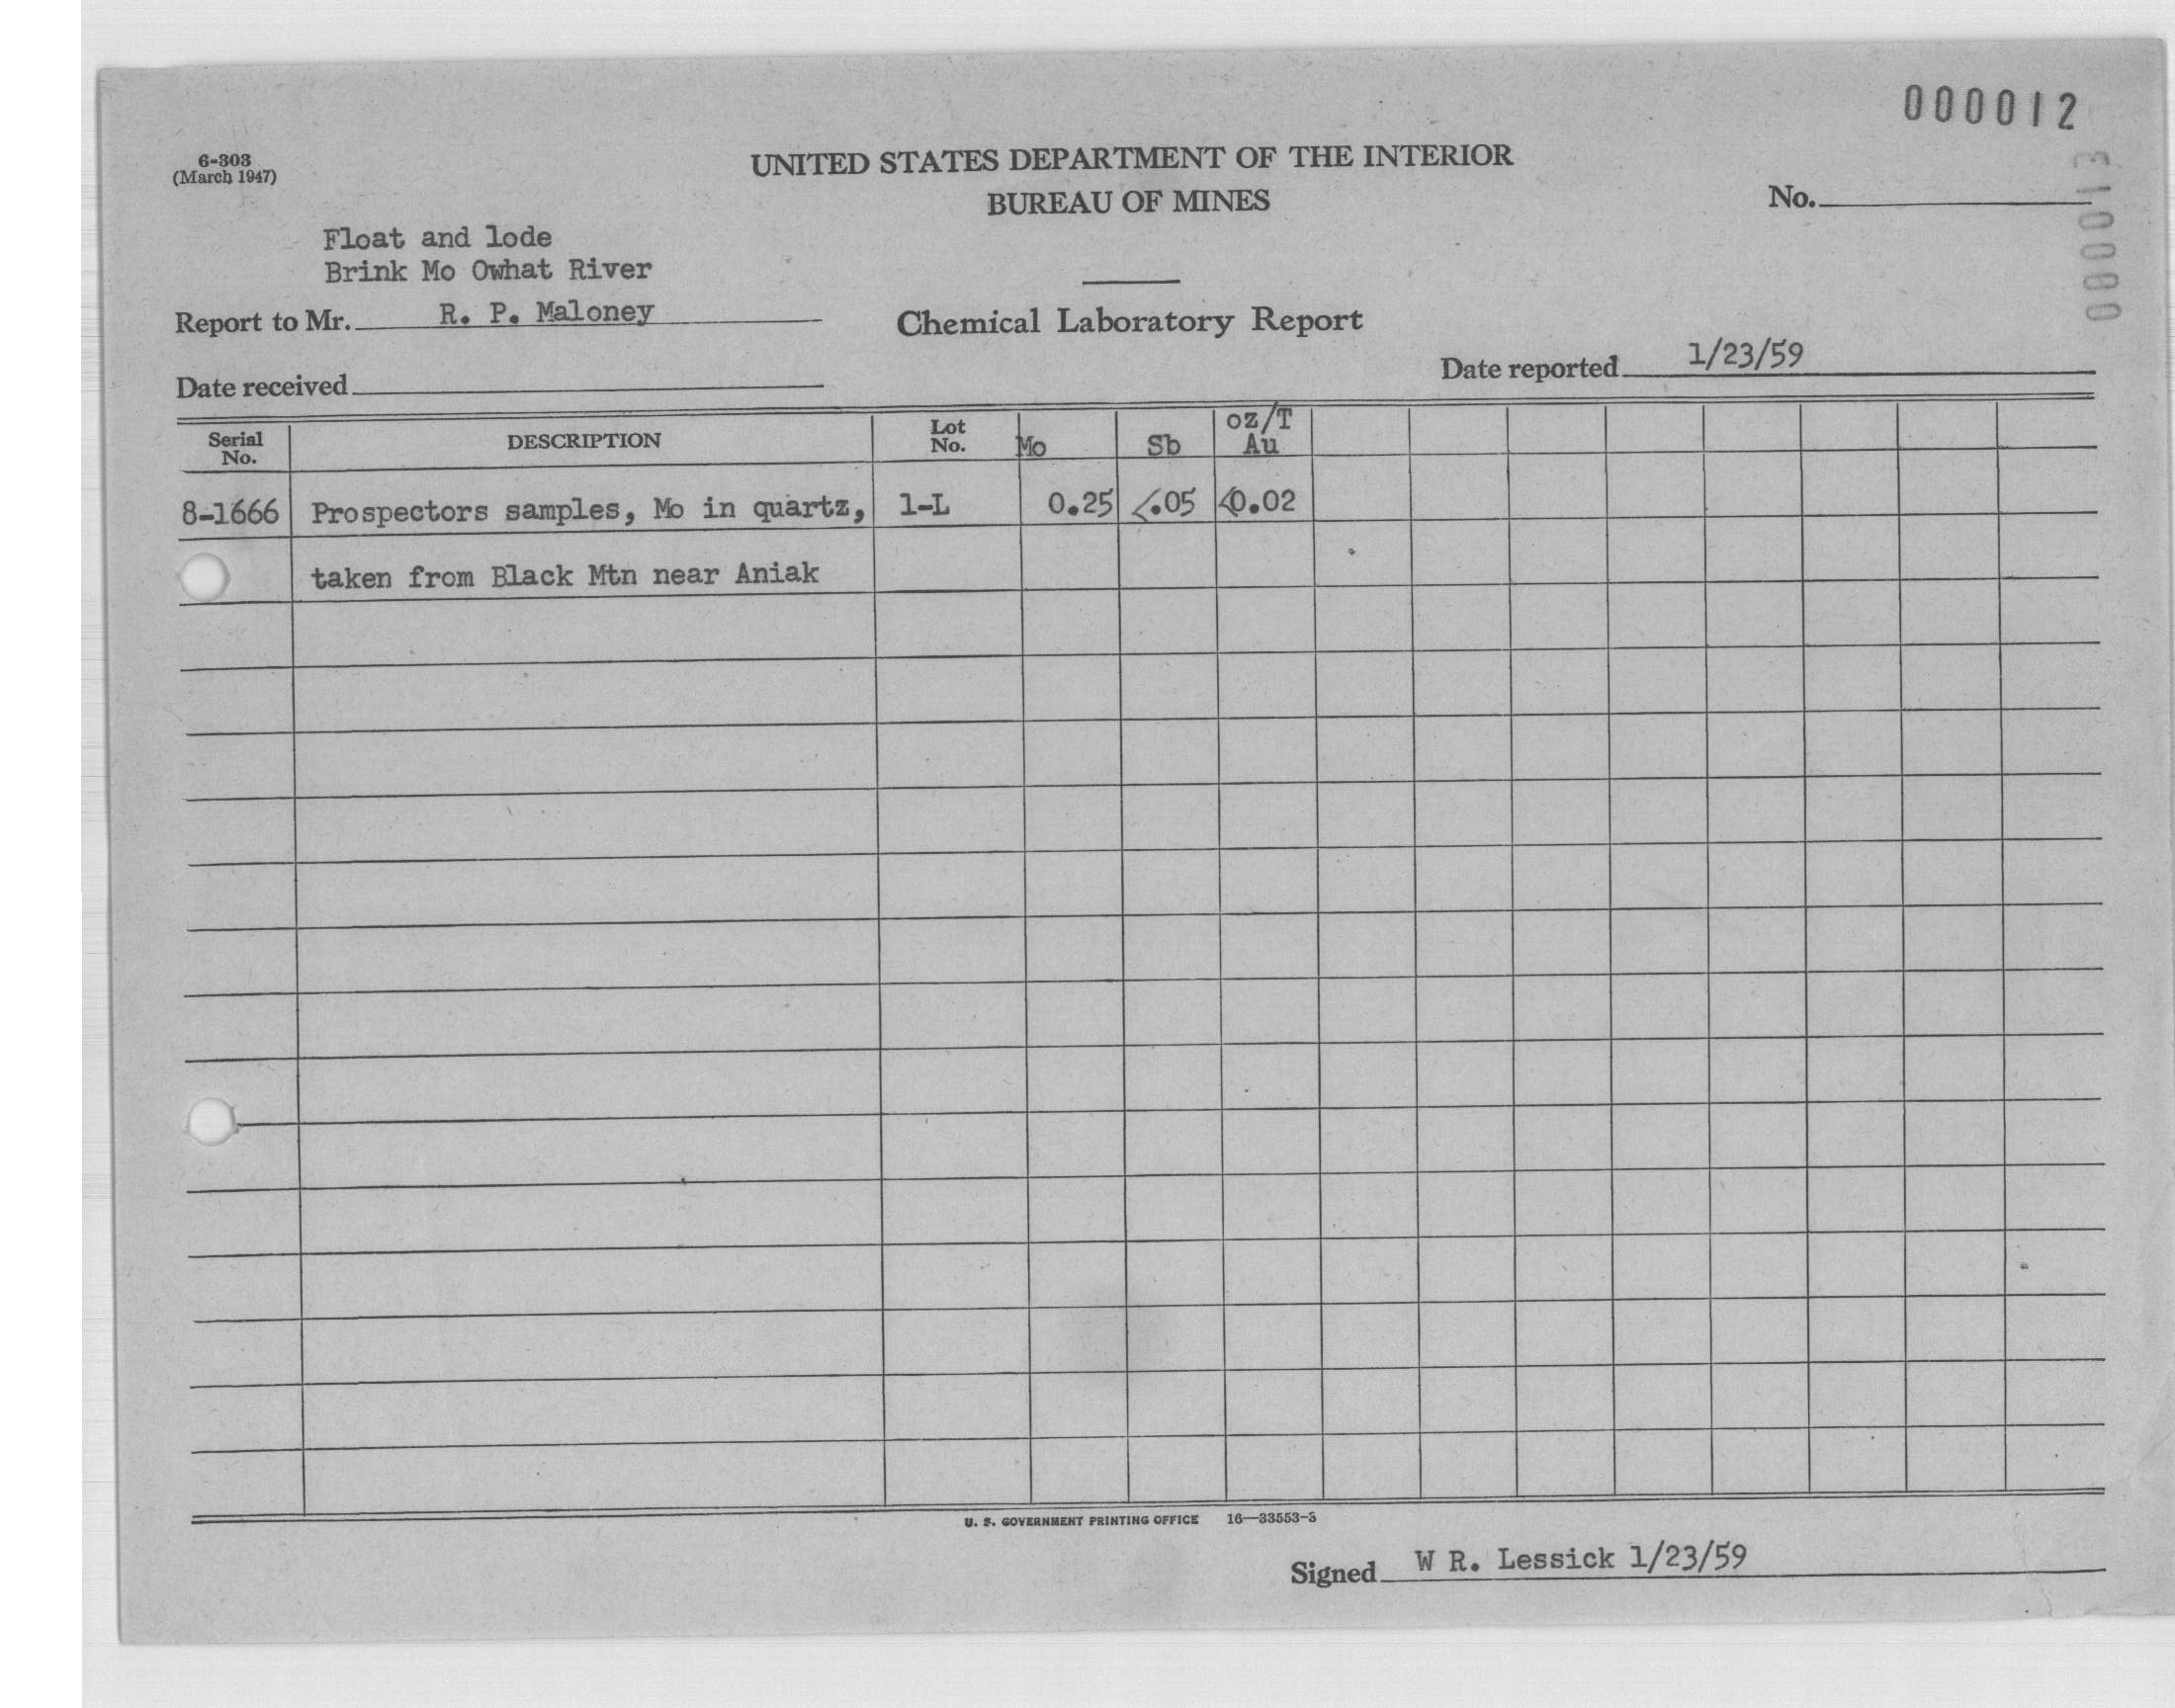 000012
000013
6-303
(March 1947)
UNITED STATES DEPARTMENT OF THE INTERIOR
BUREAU OF MINES
No.
Float and lode
Brink Mo Owhat River
Report to Mr. R. P. Maloney
Chemical Laboratory Report
Date received
Date reported 1/23/59
Serial No. DESCRIPTION Lot No. Mo Sb oz/T Au
8-1666 Prospectors samples, Mo in quartz, 1-L 0.25 <.05 <0.02
taken from Black Mtn near Aniak
U. S. GOVERNMENT PRINTING OFFICE 16—33553-3
Signed W R. Lessick 1/23/59